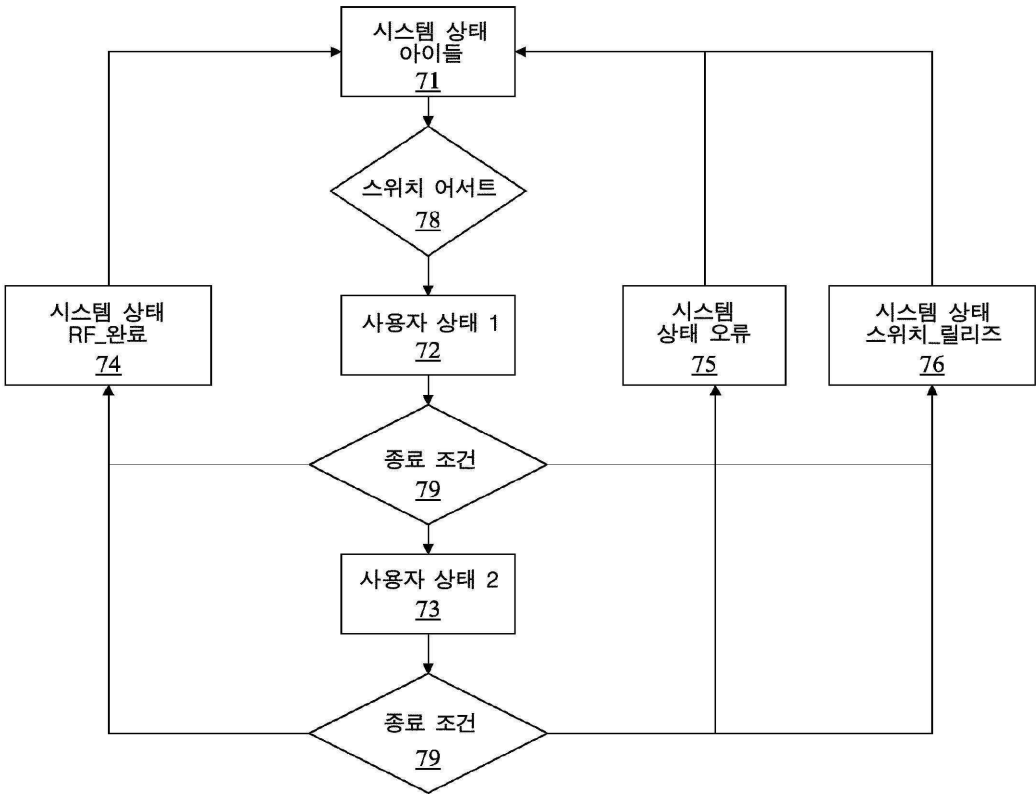 시스템 상태
아이들
71
스위치 어서트
78
시스템 상태
RF_완료
74
사용자 상태 1
72
시스템
상태 오류
75
시스템 상태
스위치_릴리즈
76
종료 조건
79
사용자 상태 2
73
종료 조건
79